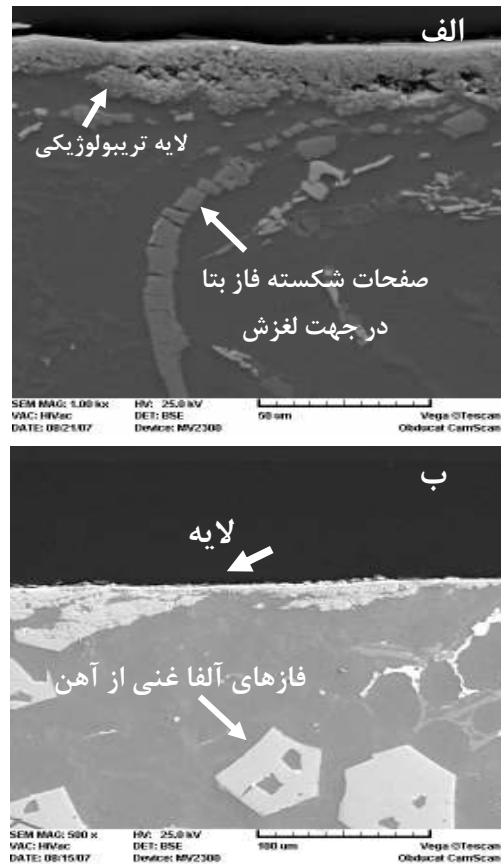 الف
لایه تریبولوژیکی
صفحات شکسته فاز بتا
در جهت لغزش
SEM MAG: 1.00 kx HV: 25.0 kV
VAC: HiVac DET: BSE 50 um Vega ©Tescan
DATE: 08/21/07 Device: MV2300 Obducat CamScan
ب
لایه
فازهای آلفا غنی از آهن
SEM MAG: 500 x HV: 25.0 kV
VAC: HiVac DET: BSE 100 um Vega ©Tescan
DATE: 08/15/07 Device: MV2300 Obducat CamScan